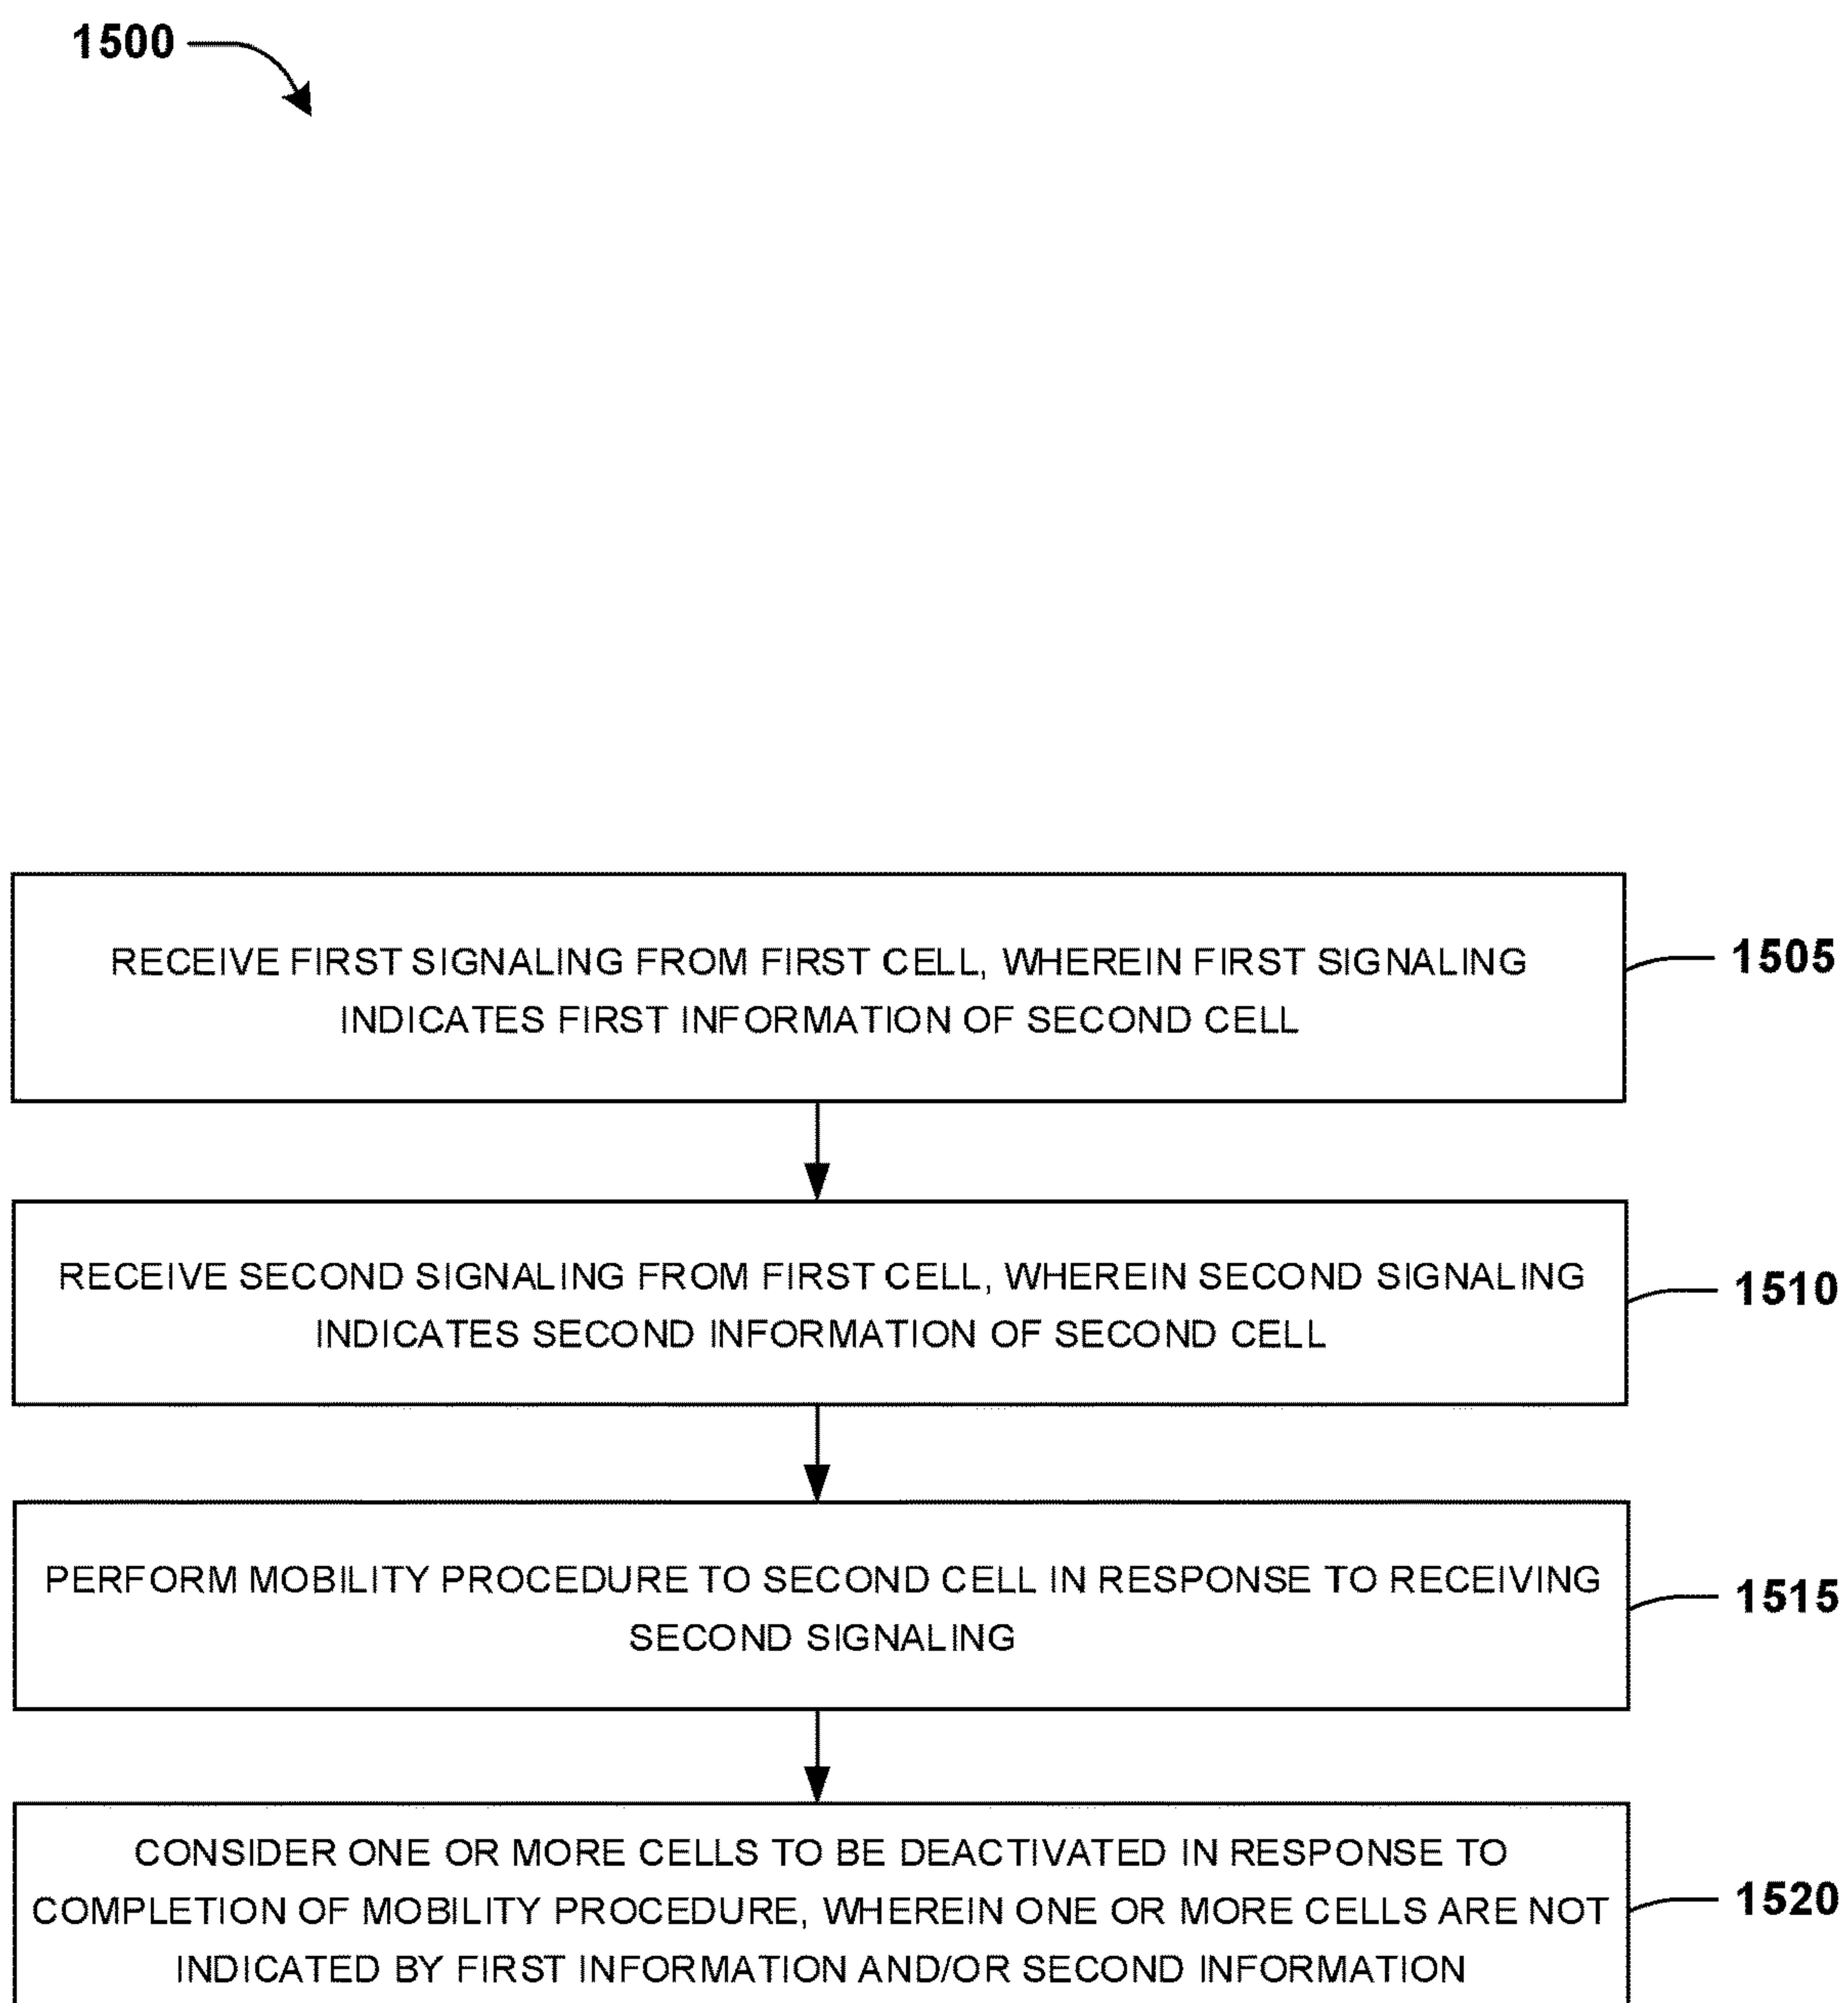 1500
RECEIVE FIRST SIGNALING FROM FIRST CELL, WHEREIN FIRST SIGNALING
INDICATES FIRST INFORMATION OF SECOND CELL
1505
RECEIVE SECOND SIGNALING FROM FIRST CELL, WHEREIN SECOND SIGNALING
INDICATES SECOND INFORMATION OF SECOND CELL
1510
PERFORM MOBILITY PROCEDURE TO SECOND CELL IN RESPONSE TO RECEIVING
SECOND SIGNALING
1515
CONSIDER ONE OR MORE CELLS TO BE DEACTIVATED IN RESPONSE TO
COMPLETION OF MOBILITY PROCEDURE, WHEREIN ONE OR MORE CELLS ARE NOT
INDICATED BY FIRST INFORMATION AND/OR SECOND INFORMATION
1520